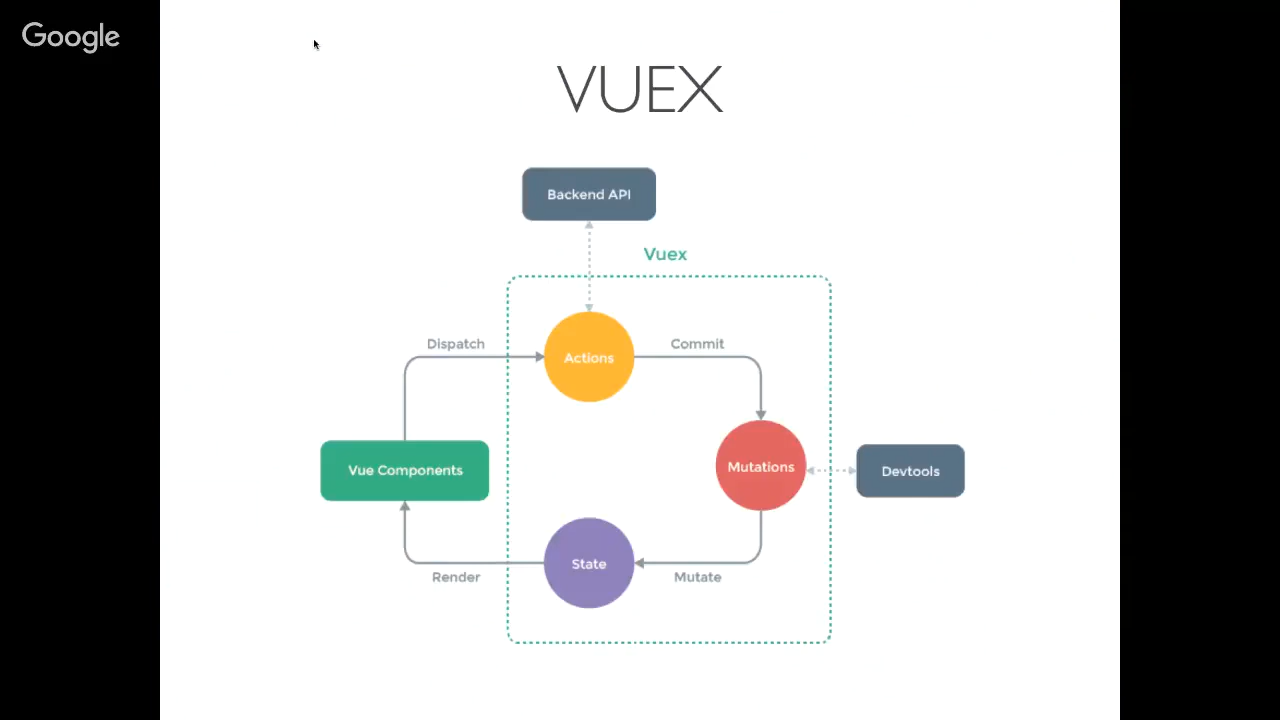 Google
VUEX
Backend API
Vuex
Dispatch
Actions
Commit
Vue Components
Mutations
Devtools
State
Render
Mutate